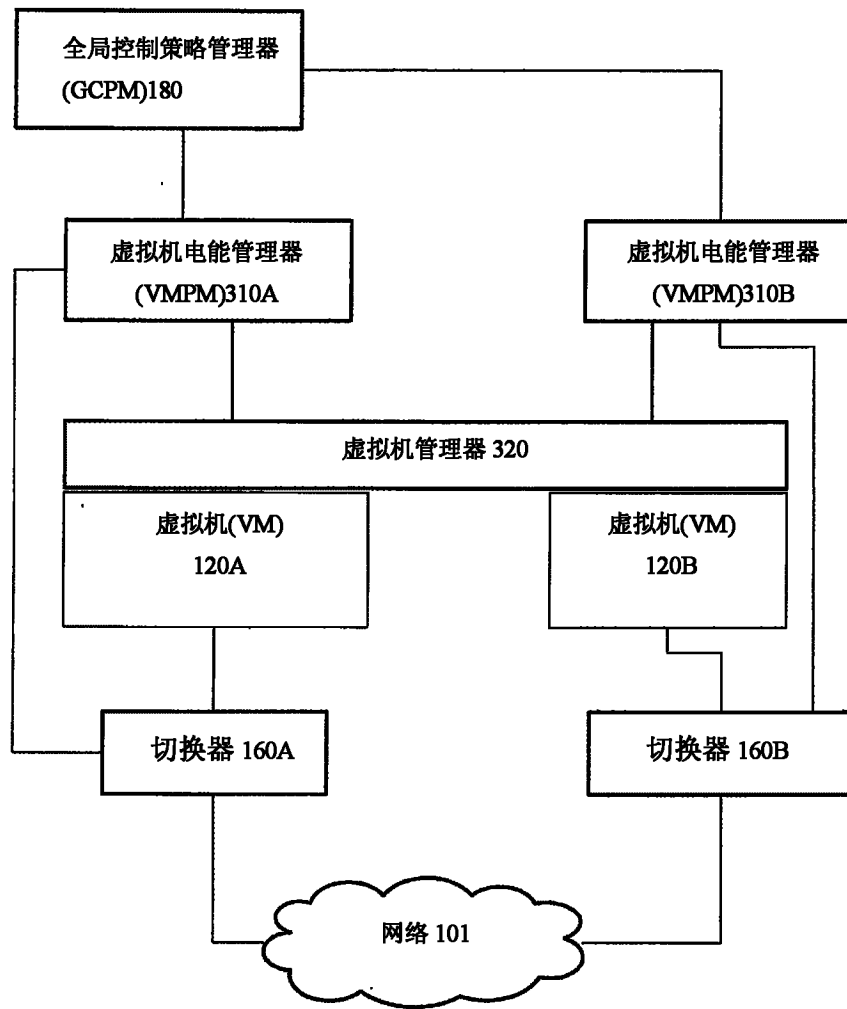 全局控制策略管理器
(GCPM)180
虚拟机电能管理器
(VMPM)310A
虚拟机电能管理器
(VMPM)310B
虚拟机管理器 320
虚拟机(VM)
120A
虚拟机(VM)
120B
切换器 160A
切换器 160B
网络 101